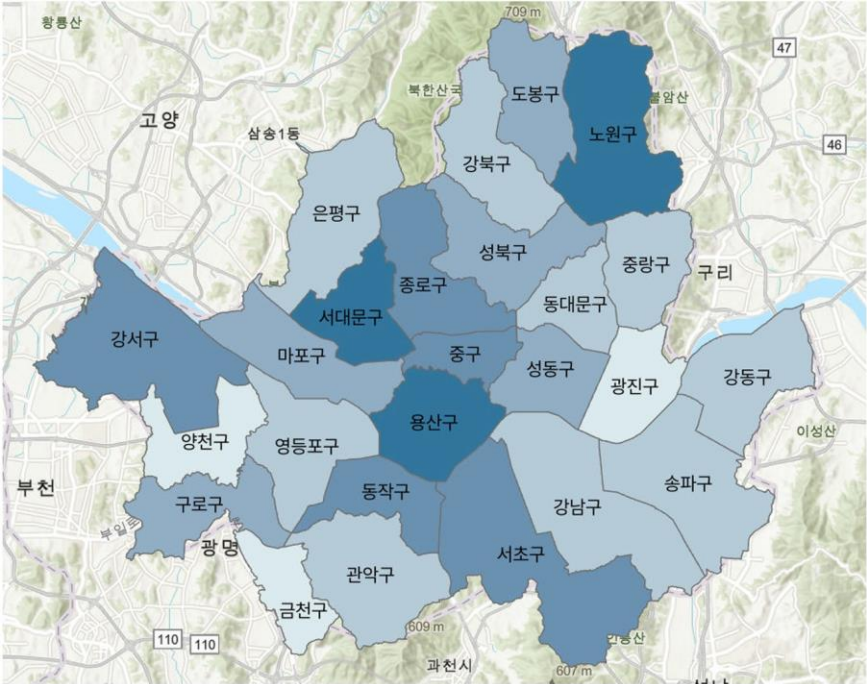 709 m
황룡산
47
도봉구
북한산국
불암산
고양
삼송1동
노원구
46
강북구
은평구
성북구
중랑구
구리
종로구
동대문구
서대문구
강서구
마포구
중구
성동구
광진구
강동구
용산구
이성산
양천구
영등포구
부천
동작구
송파구
구로구
강남구
부일로
광명
서초구
관악구
금천구
609 m
110
110
과천시
607 m